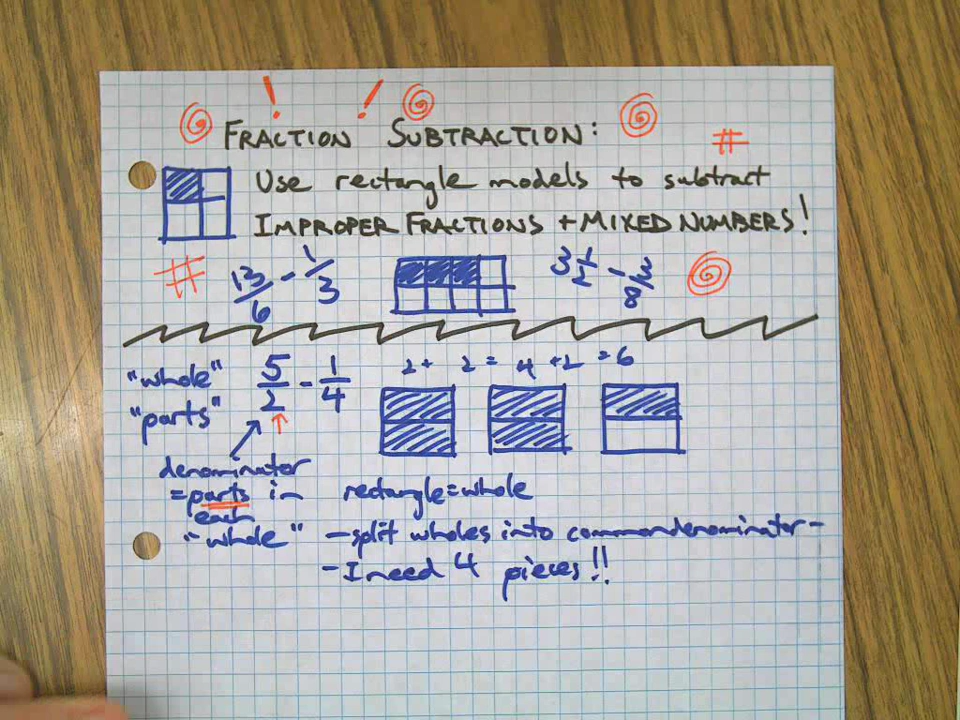 ! !
FRACTION SUBTRACTION: #
Use rectangle models to subtract
IMPROPER FRACTIONS + MIXED NUMBERS!
# 13/6 - 1/3 3 1/2 - 3/8
"whole" 5/2 - 1/4 2 + 2 = 4 + 2 = 6
"parts"
denominator
= parts in rectangle = whole
each
"whole" - split wholes into common denominator -
- I need 4 pieces!!